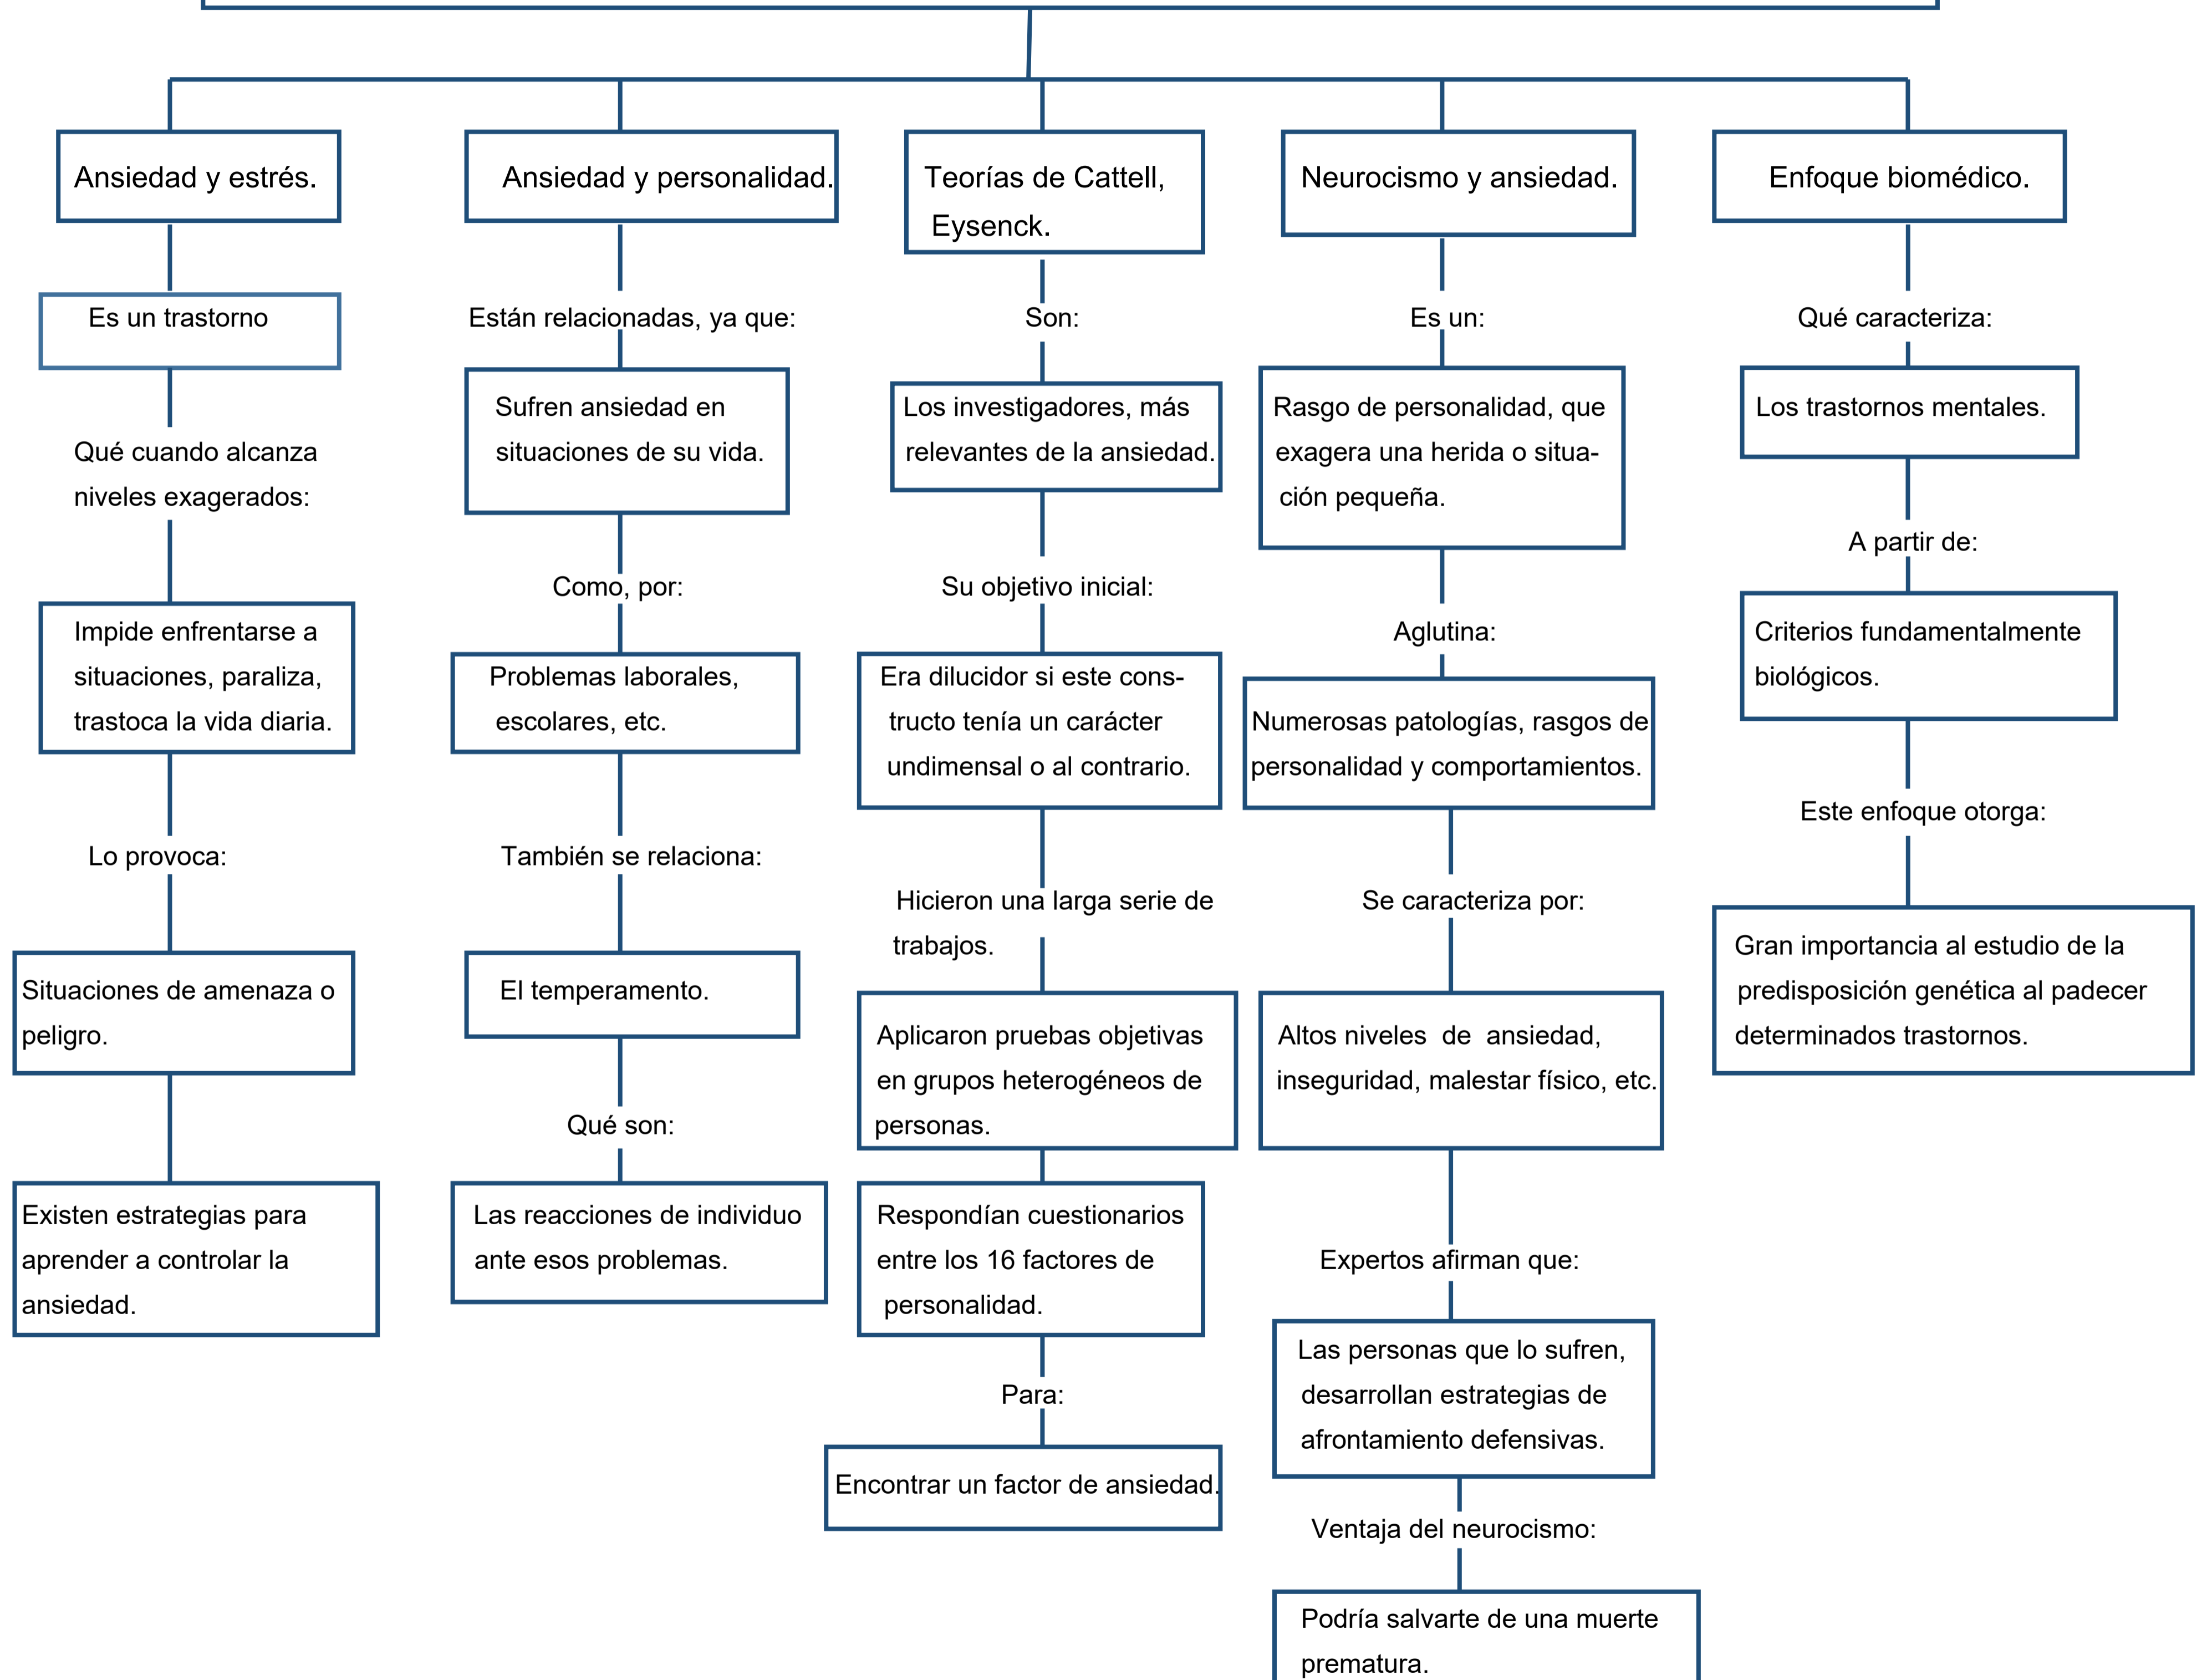 Ansiedad y estrés.
Es un trastorno
Qué cuando alcanza
niveles exagerados:
Impide enfrentarse a
situaciones, paraliza,
trastoca la vida diaria.
Lo provoca:
Situaciones de amenaza o
peligro.
Existen estrategias para
aprender a controlar la
ansiedad.
Ansiedad y personalidad.
Están relacionadas, ya que:
Sufren ansiedad en
situaciones de su vida.
Como, por:
Problemas laborales,
escolares, etc.
También se relaciona:
El temperamento.
Qué son:
Las reacciones de individuo
ante esos problemas.
Teorías de Cattell,
Eysenck.
Son:
Los investigadores, más
relevantes de la ansiedad.
Su objetivo inicial:
Era dilucidor si este cons-
tructo tenía un carácter
undimensal o al contrario.
Hicieron una larga serie de
trabajos.
Aplicaron pruebas objetivas
en grupos heterogéneos de
personas.
Respondían cuestionarios
entre los 16 factores de
personalidad.
Para:
Encontrar un factor de ansiedad.
Neurocismo y ansiedad.
Es un:
Rasgo de personalidad, que
exagera una herida o situa-
ción pequeña.
Aglutina:
Numerosas patologías, rasgos de
personalidad y comportamientos.
Se caracteriza por:
Altos niveles de ansiedad,
inseguridad, malestar físico, etc.
Expertos afirman que:
Las personas que lo sufren,
desarrollan estrategias de
afrontamiento defensivas.
Ventaja del neurocismo:
Podría salvarte de una muerte
prematura.
Enfoque biomédico.
Qué caracteriza:
Los trastornos mentales.
A partir de:
Criterios fundamentalmente
biológicos.
Este enfoque otorga:
Gran importancia al estudio de la
predisposición genética al padecer
determinados trastornos.